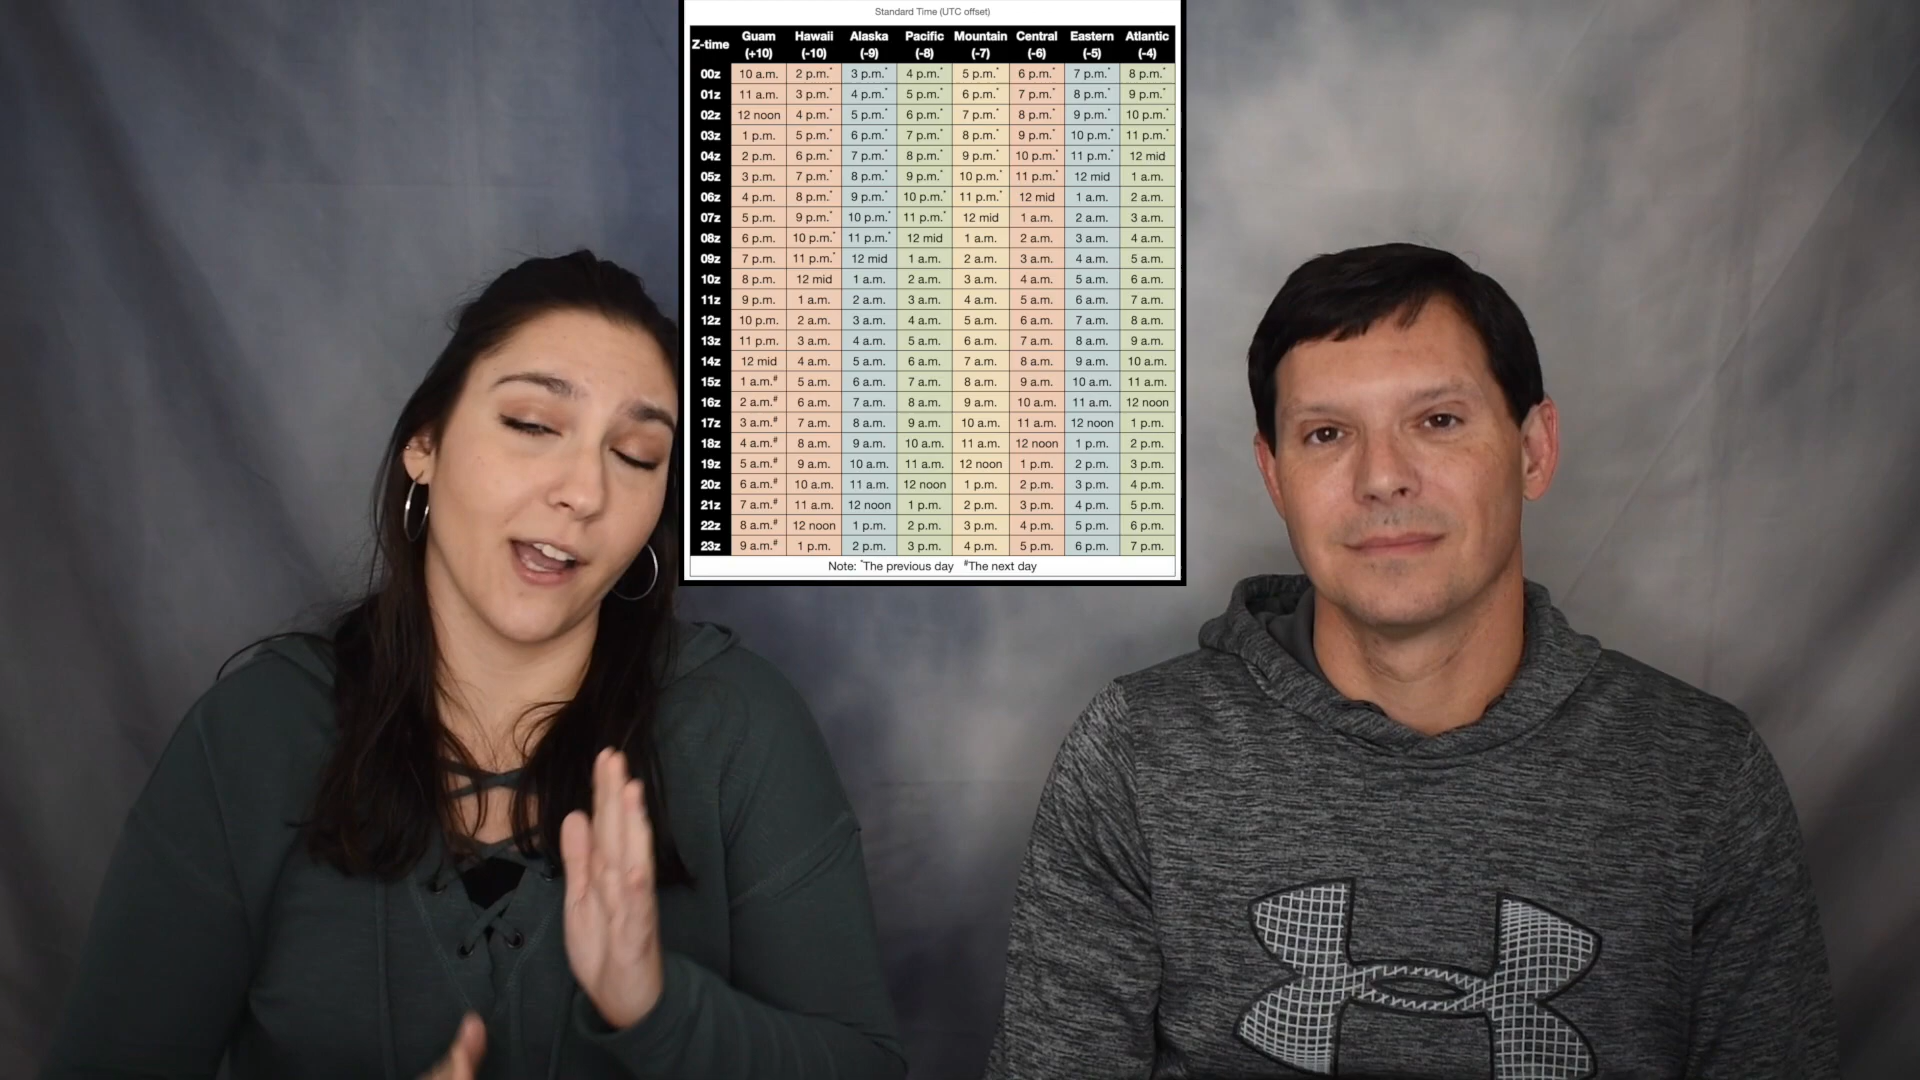 Standard Time (UTC offset)
Z-time Guam (+10) Hawaii (-10) Alaska (-9) Pacific (-8) Mountain (-7) Central (-6) Eastern (-5) Atlantic (-4)
00z 10 a.m. 2 p.m.* 3 p.m.* 4 p.m.* 5 p.m.* 6 p.m.* 7 p.m.* 8 p.m.*
01z 11 a.m. 3 p.m.* 4 p.m.* 5 p.m.* 6 p.m.* 7 p.m.* 8 p.m.* 9 p.m.*
02z 12 noon 4 p.m.* 5 p.m.* 6 p.m.* 7 p.m.* 8 p.m.* 9 p.m.* 10 p.m.*
03z 1 p.m. 5 p.m.* 6 p.m.* 7 p.m.* 8 p.m.* 9 p.m.* 10 p.m.* 11 p.m.*
04z 2 p.m. 6 p.m.* 7 p.m.* 8 p.m.* 9 p.m.* 10 p.m.* 11 p.m.* 12 mid
05z 3 p.m. 7 p.m.* 8 p.m.* 9 p.m.* 10 p.m.* 11 p.m.* 12 mid 1 a.m.
06z 4 p.m. 8 p.m.* 9 p.m.* 10 p.m.* 11 p.m.* 12 mid 1 a.m. 2 a.m.
07z 5 p.m. 9 p.m.* 10 p.m.* 11 p.m.* 12 mid 1 a.m. 2 a.m. 3 a.m.
08z 6 p.m. 10 p.m.* 11 p.m.* 12 mid 1 a.m. 2 a.m. 3 a.m. 4 a.m.
09z 7 p.m. 11 p.m.* 12 mid 1 a.m. 2 a.m. 3 a.m. 4 a.m. 5 a.m.
10z 8 p.m. 12 mid 1 a.m. 2 a.m. 3 a.m. 4 a.m. 5 a.m. 6 a.m.
11z 9 p.m. 1 a.m. 2 a.m. 3 a.m. 4 a.m. 5 a.m. 6 a.m. 7 a.m.
12z 10 p.m. 2 a.m. 3 a.m. 4 a.m. 5 a.m. 6 a.m. 7 a.m. 8 a.m.
13z 11 p.m. 3 a.m. 4 a.m. 5 a.m. 6 a.m. 7 a.m. 8 a.m. 9 a.m.
14z 12 mid 4 a.m. 5 a.m. 6 a.m. 7 a.m. 8 a.m. 9 a.m. 10 a.m.
15z 1 a.m.# 5 a.m. 6 a.m. 7 a.m. 8 a.m. 9 a.m. 10 a.m. 11 a.m.
16z 2 a.m.# 6 a.m. 7 a.m. 8 a.m. 9 a.m. 10 a.m. 11 a.m. 12 noon
17z 3 a.m.# 7 a.m. 8 a.m. 9 a.m. 10 a.m. 11 a.m. 12 noon 1 p.m.
18z 4 a.m.# 8 a.m. 9 a.m. 10 a.m. 11 a.m. 12 noon 1 p.m. 2 p.m.
19z 5 a.m.# 9 a.m. 10 a.m. 11 a.m. 12 noon 1 p.m. 2 p.m. 3 p.m.
20z 6 a.m.# 10 a.m. 11 a.m. 12 noon 1 p.m. 2 p.m. 3 p.m. 4 p.m.
21z 7 a.m.# 11 a.m. 12 noon 1 p.m. 2 p.m. 3 p.m. 4 p.m. 5 p.m.
22z 8 a.m.# 12 noon 1 p.m. 2 p.m. 3 p.m. 4 p.m. 5 p.m. 6 p.m.
23z 9 a.m.# 1 p.m. 2 p.m. 3 p.m. 4 p.m. 5 p.m. 6 p.m. 7 p.m.
Note: *The previous day #The next day